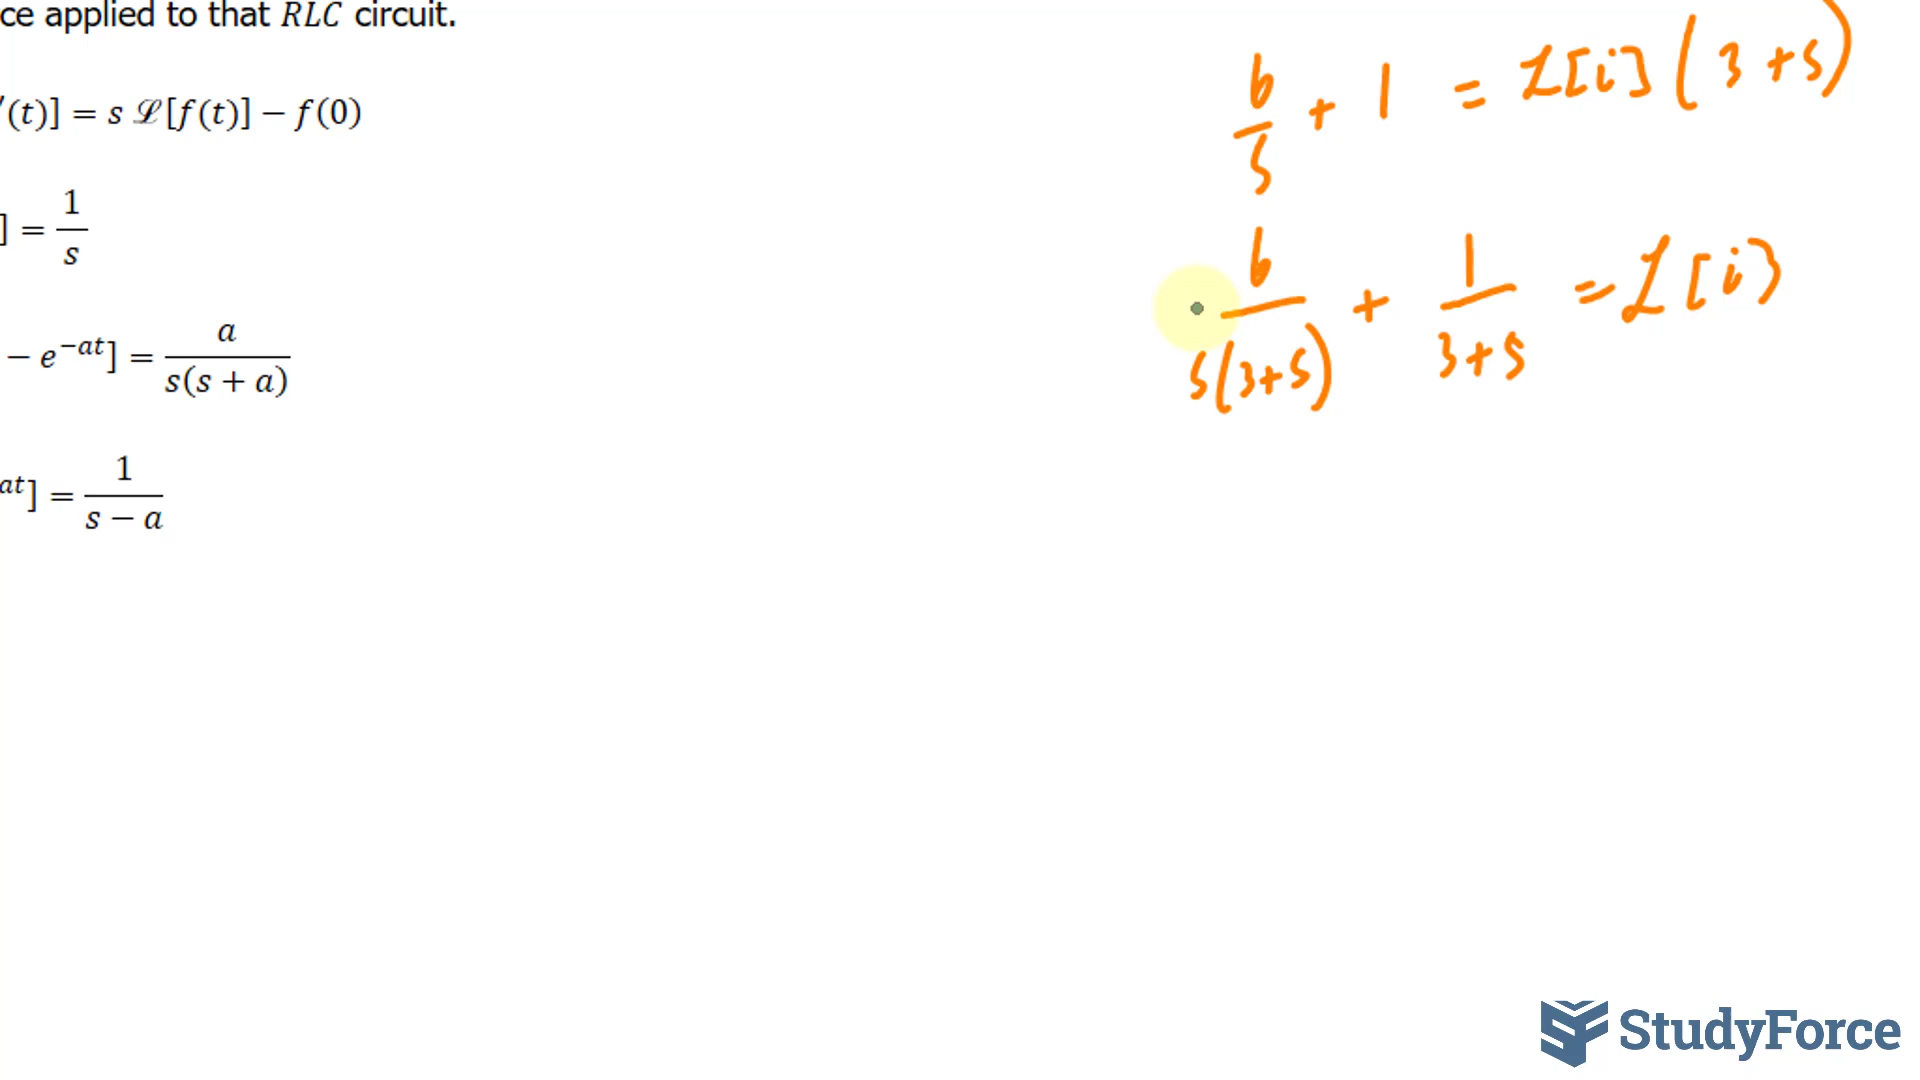 ce applied to that RLC circuit.
'(t)] = s ℒ[f(t)] − f(0)
] = 1/s
− e^{−at}] = a/(s(s + a))
at] = 1/(s − a)
6/s + 1 = ℒ[i](3+s)
6/(s(3+s)) + 1/(3+s) = ℒ[i]
StudyForce